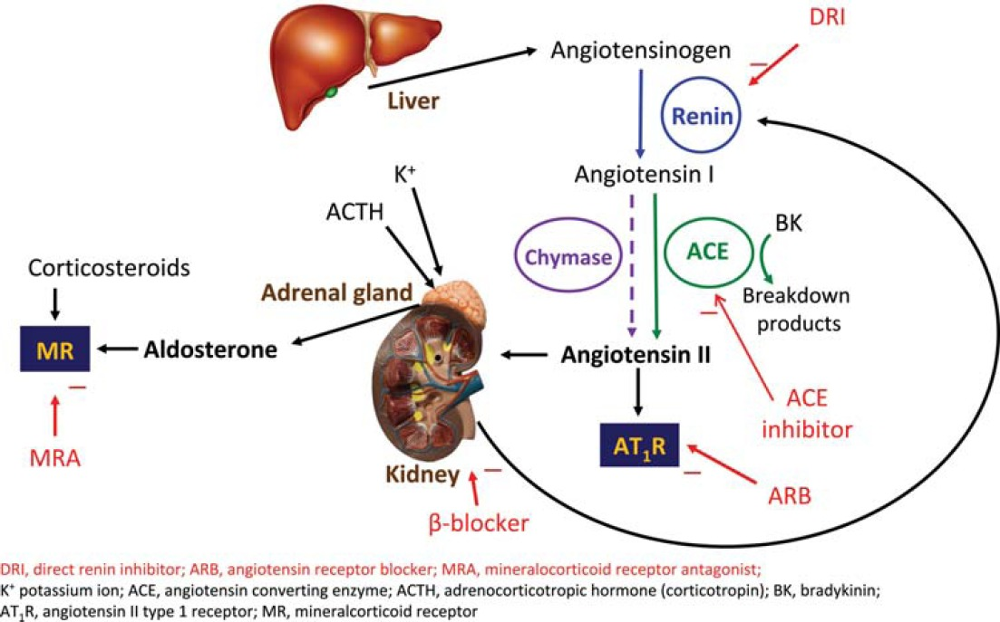 DRI
Angiotensinogen
Liver
Renin
Angiotensin I
K⁺
ACTH
BK
Chymase
ACE
Corticosteroids
Adrenal gland
Breakdown
products
MR
Aldosterone
Angiotensin II
ACE
inhibitor
MRA
AT₁R
Kidney
ARB
β-blocker
DRI, direct renin inhibitor; ARB, angiotensin receptor blocker; MRA, mineralocorticoid receptor antagonist;
K⁺ potassium ion; ACE, angiotensin converting enzyme; ACTH, adrenocorticotropic hormone (corticotropin); BK, bradykinin;
AT₁R, angiotensin II type 1 receptor; MR, mineralcorticoid receptor